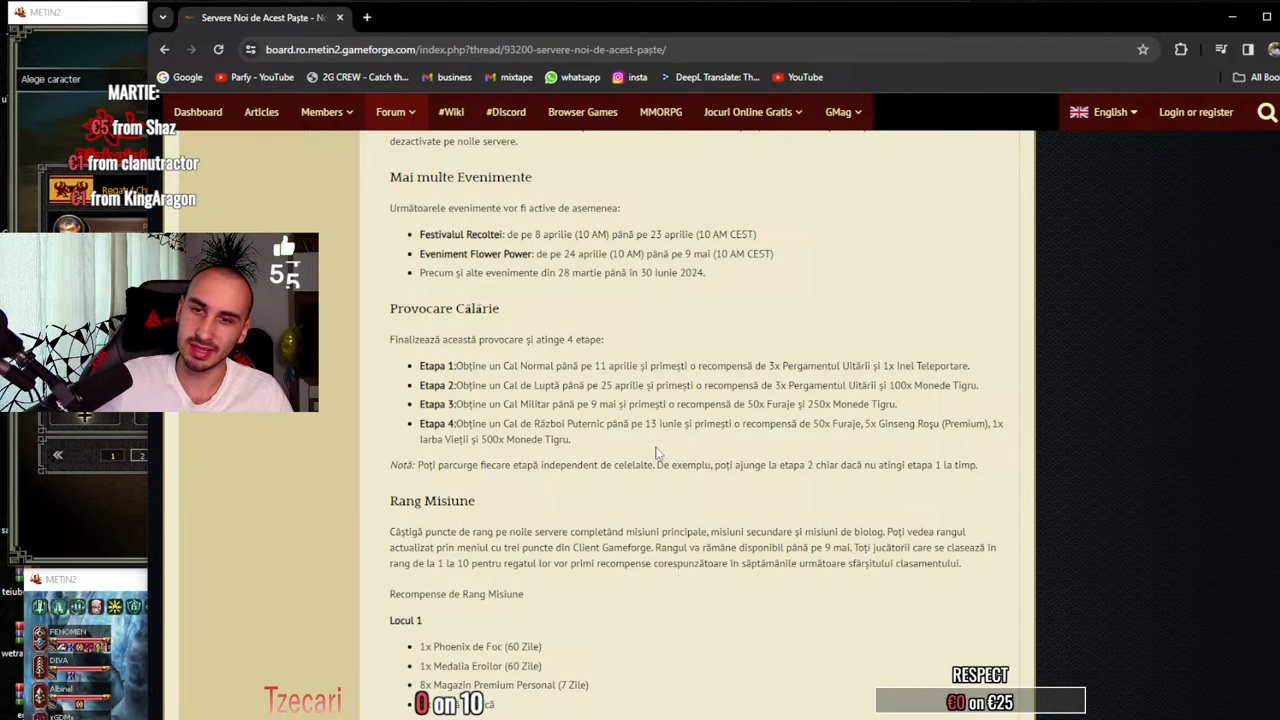 METIN2
Servere Noi de Acest Paște - No
board.ro.metin2.gameforge.com/index.php?thread/93200-servere-noi-de-acest-paște/
Google
Parfy - YouTube
2G CREW - Catch th...
business
mixtape
whatsapp
insta
DeepL Translate: Th...
YouTube
All Boo
Dashboard
Articles
Members
Forum
#Wiki
#Discord
Browser Games
MMORPG
Jocuri Online Gratis
GMag
English
Login or register
Alege caracter
MARTIE:
€5 from Shaz
€1 from clanutractor
€1 from KingAragon
Regatul Ch
dezactivate pe noile servere.
Mai multe Evenimente
Următoarele evenimente vor fi active de asemenea:
Festivalul Recoltei: de pe 8 aprilie (10 AM) până pe 23 aprilie (10 AM CEST)
Eveniment Flower Power: de pe 24 aprilie (10 AM) până pe 9 mai (10 AM CEST)
Precum și alte evenimente din 28 martie până în 30 iunie 2024.
Provocare Călărie
Finalizează această provocare și atinge 4 etape:
Etapa 1:Obține un Cal Normal până pe 11 aprilie și primești o recompensă de 3x Pergamentul Uitării și 1x Inel Teleportare.
Etapa 2:Obține un Cal de Luptă până pe 25 aprilie și primești o recompensă de 3x Pergamentul Uitării și 100x Monede Tigru.
Etapa 3:Obține un Cal Militar până pe 9 mai și primești o recompensă de 50x Furaje și 250x Monede Tigru.
Etapa 4:Obține un Cal de Război Puternic până pe 13 iunie și primești o recompensă de 50x Furaje, 5x Ginseng Roșu (Premium), 1x
Iarba Vieții și 500x Monede Tigru.
Notă: Poți parcurge fiecare etapă independent de celelalte. De exemplu, poți ajunge la etapa 2 chiar dacă nu atingi etapa 1 la timp.
Rang Misiune
Câștigă puncte de rang pe noile servere completând misiuni principale, misiuni secundare și misiuni de biolog. Poți vedea rangul
actualizat prin meniul cu trei puncte din Client Gameforge. Rangul va rămâne disponibil până pe 9 mai. Toți jucătorii care se clasează în
rang de la 1 la 10 pentru regatul lor vor primi recompense corespunzătoare în săptămânile următoare sfârșitului clasamentului.
Recompense de Rang Misiune
Locul 1
1x Phoenix de Foc (60 Zile)
1x Medalia Eroilor (60 Zile)
8x Magazin Premium Personal (7 Zile)
1
2
METIN2
FENOMEN
DIVA
Albinel
xGDMx
Tzecari
0 on 10
RESPECT
€0 on €25